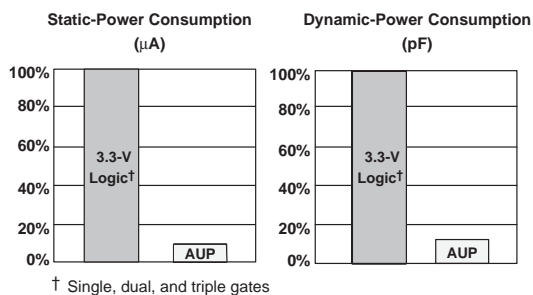 Static-Power Consumption
(μA)
100%
80%
60%
40%
20%
0%
3.3-V
Logic†
AUP
Dynamic-Power Consumption
(pF)
100%
80%
60%
40%
20%
0%
3.3-V
Logic†
AUP
† Single, dual, and triple gates